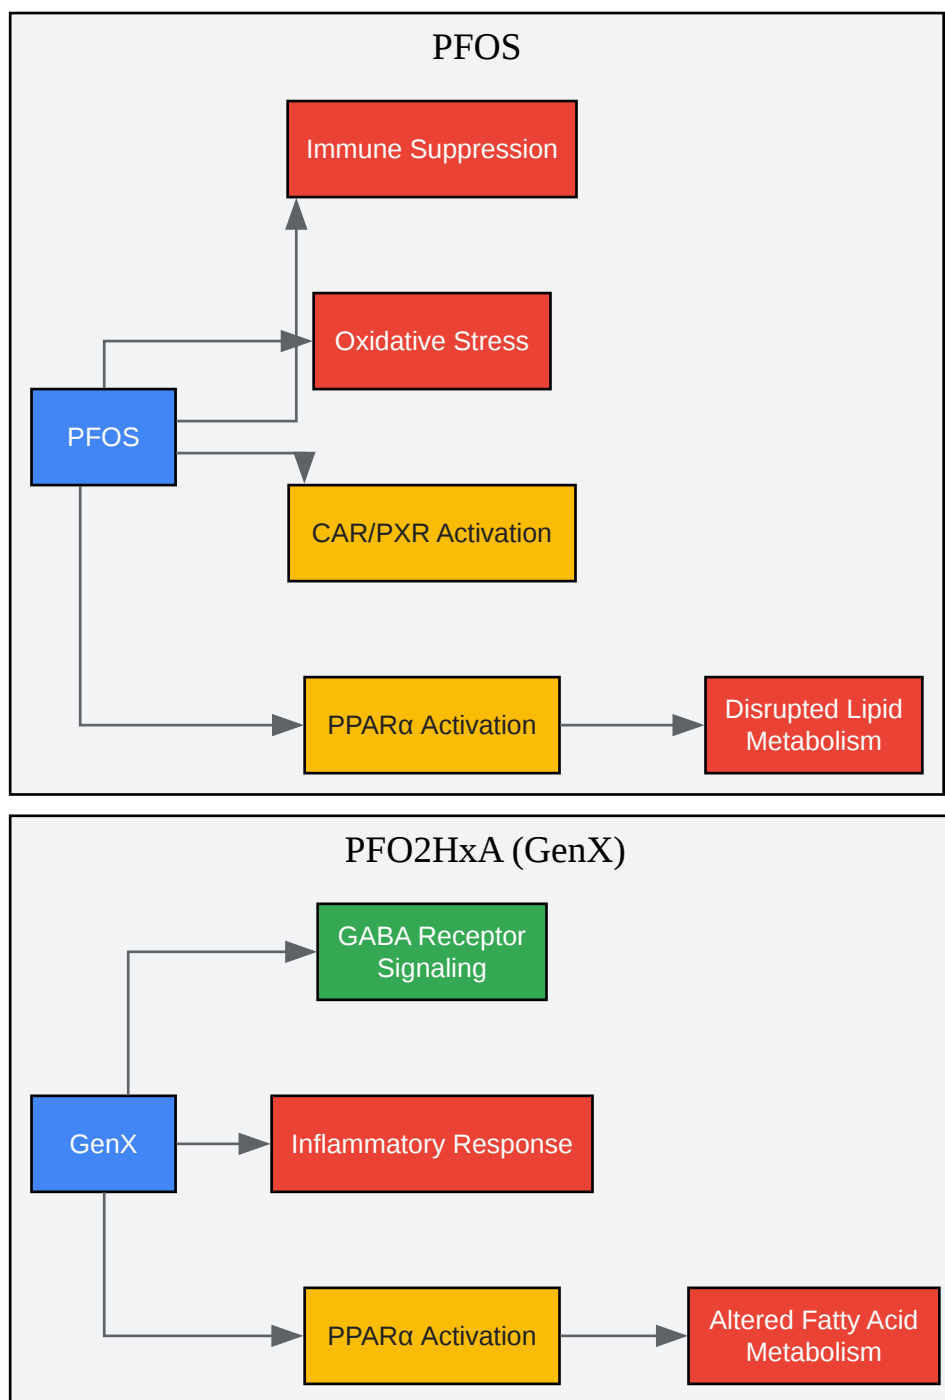 PFOS
Immune Suppression
Oxidative Stress
PFOS
CAR/PXR Activation
PPARα Activation
Disrupted Lipid
Metabolism
PFO2HxA (GenX)
GABA Receptor
Signaling
GenX
Inflammatory Response
PPARα Activation
Altered Fatty Acid
Metabolism